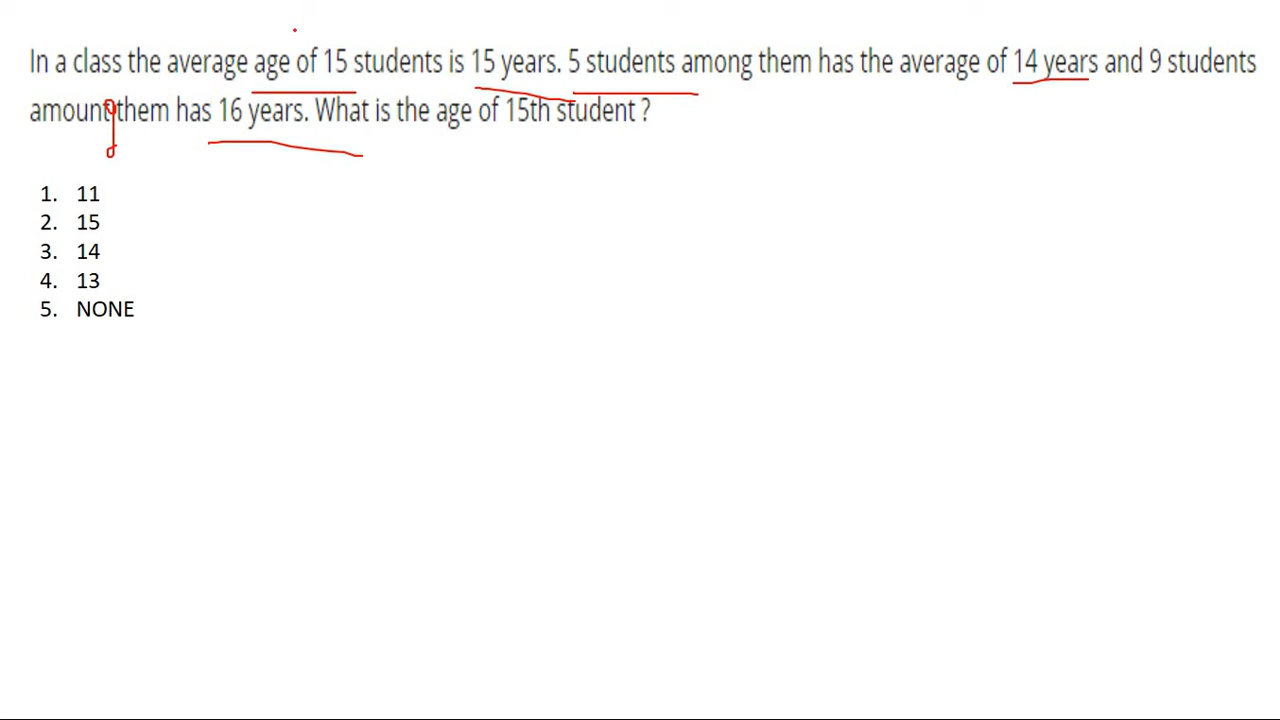 In a class the average age of 15 students is 15 years. 5 students among them has the average of 14 years and 9 students
amount them has 16 years. What is the age of 15th student ?
1. 11
2. 15
3. 14
4. 13
5. NONE